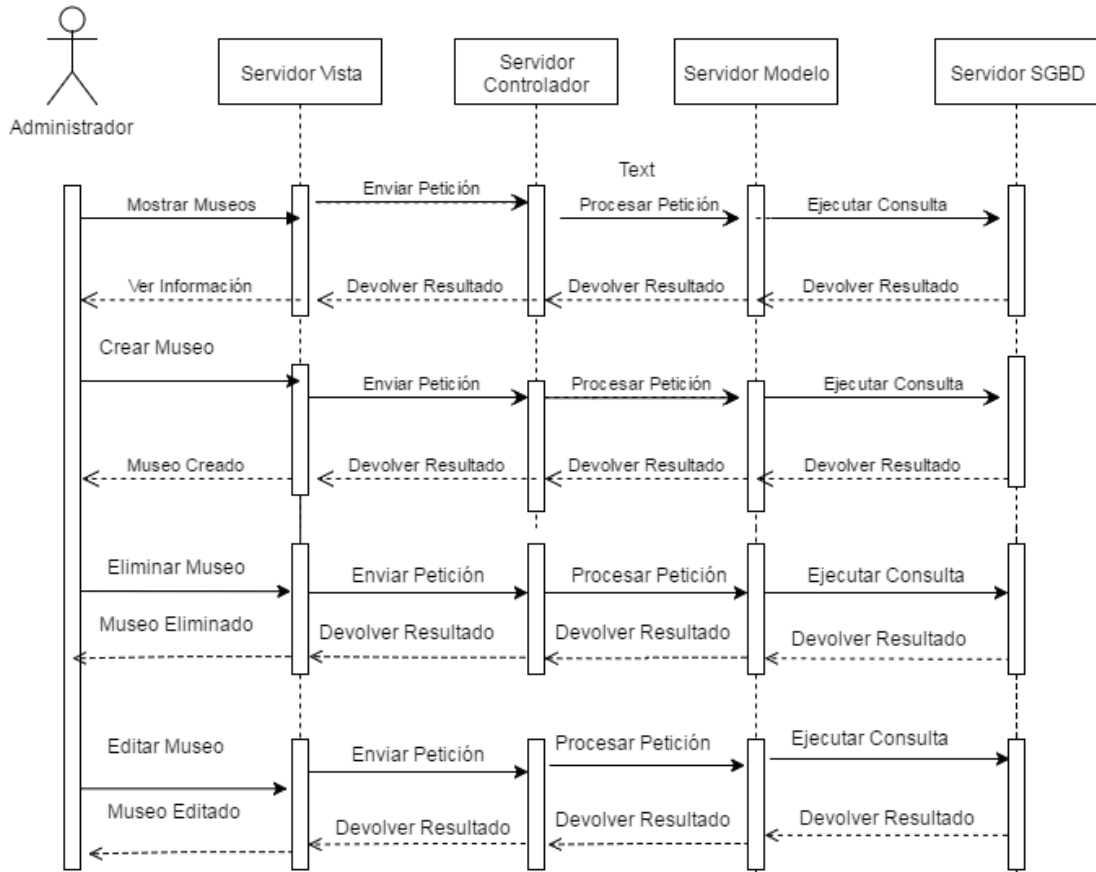 Servidor Vista
Servidor
Controlador
Servidor Modelo
Servidor SGBD
Administrador
Text
Mostrar Museos
Enviar Petición
Procesar Petición
Ejecutar Consulta
Ver Información
Devolver Resultado
Devolver Resultado
Devolver Resultado
Crear Museo
Enviar Petición
Procesar Petición
Ejecutar Consulta
Museo Creado
Devolver Resultado
Devolver Resultado
Devolver Resultado
Eliminar Museo
Enviar Petición
Procesar Petición
Ejecutar Consulta
Museo Eliminado
Devolver Resultado
Devolver Resultado
Devolver Resultado
Editar Museo
Enviar Petición
Procesar Petición
Ejecutar Consulta
Museo Editado
Devolver Resultado
Devolver Resultado
Devolver Resultado